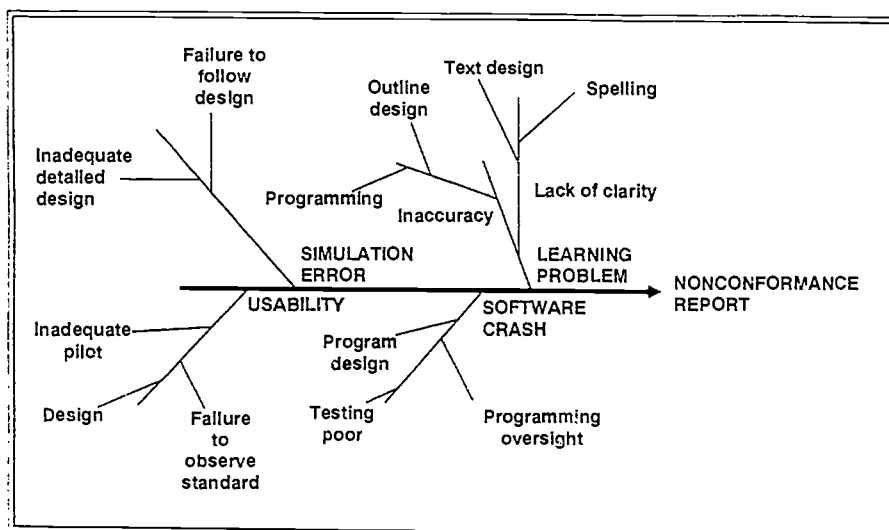 Failure to
follow
design
Text design
Outline
design
Spelling
Inadequate
detailed
design
Programming
Inaccuracy
Lack of clarity
SIMULATION
ERROR
LEARNING
PROBLEM
NONCONFORMANCE
REPORT
USABILITY
SOFTWARE
CRASH
Inadequate
pilot
Program
design
Design
Failure
to
observe
standard
Testing
poor
Programming
oversight